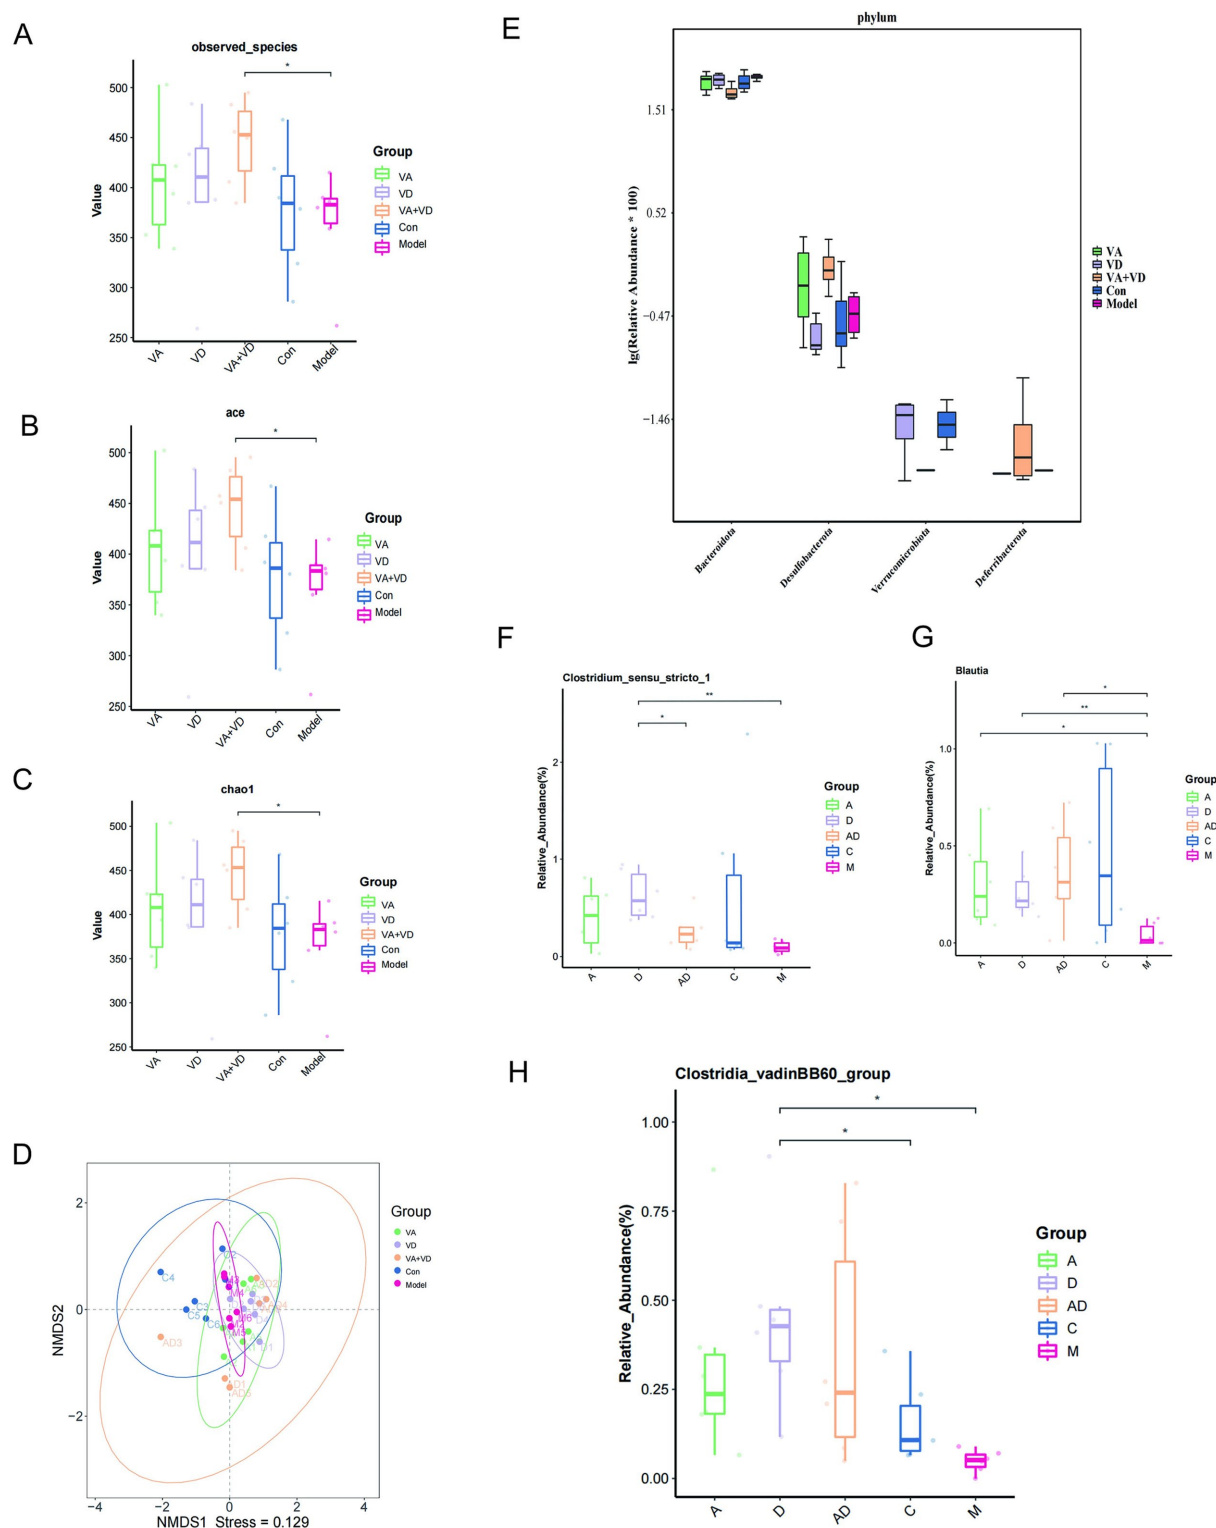 A
observed_species
*
500
450
400
350
300
250
Value
VA
VD
VA+VD
Con
Model
Group
VA
VD
VA+VD
Con
Model
B
ace
*
500
450
400
350
300
250
Value
VA
VD
VA+VD
Con
Model
Group
VA
VD
VA+VD
Con
Model
C
chao1
*
500
450
400
350
300
250
Value
VA
VD
VA+VD
Con
Model
Group
VA
VD
VA+VD
Con
Model
D
2
0
−2
NMDS2
C4
C3
C5
C6
AD3
−4
−2
0
2
4
NMDS1 Stress = 0.129
Group
VA
VD
VA+VD
Con
Model
E
phylum
1.51
0.52
−0.47
−1.46
lg(Relative Abundance * 100)
Bacteroidota
Desulfobacterota
Verrucomicrobiota
Deferribacterota
VA
VD
VA+VD
Con
Model
F
Clostridium_sensu_stricto_1
**
*
2
1
0
Relative_Abundance(%)
A
D
AD
C
M
Group
A
D
AD
C
M
G
Blautia
*
**
*
1.0
0.5
0.0
Relative_Abundance(%)
A
D
AD
C
M
Group
A
D
AD
C
M
H
Clostridia_vadinBB60_group
*
*
1.00
0.75
0.50
0.25
0.00
Relative_Abundance(%)
A
D
AD
C
M
Group
A
D
AD
C
M